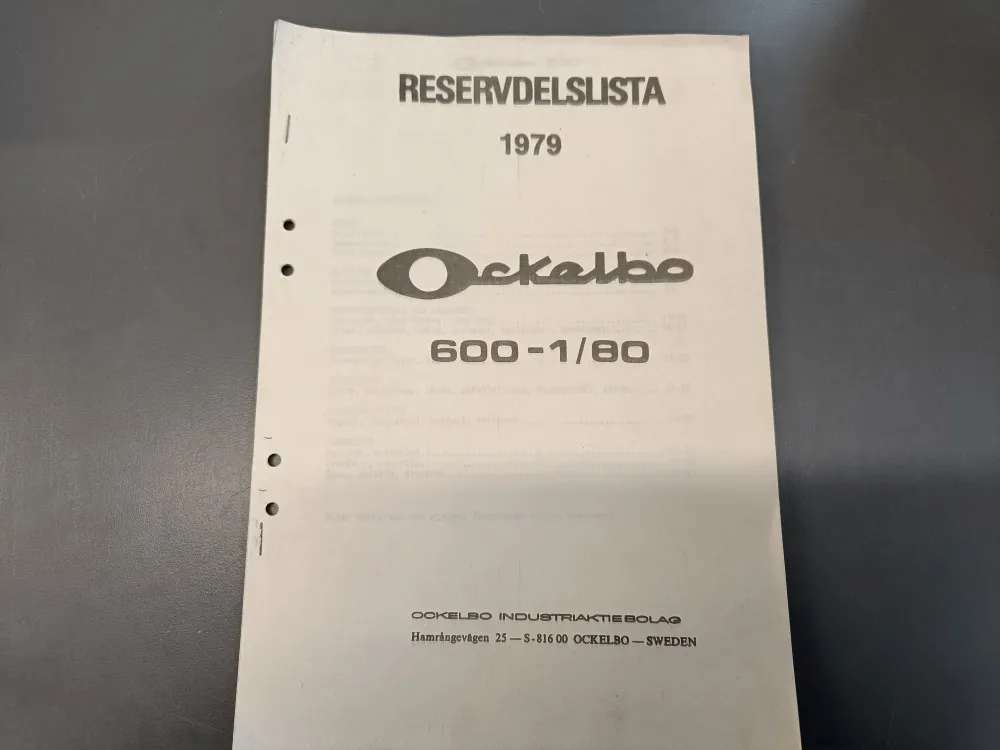 RESERVDELSLISTA
1979
Ockelbo
600-1/80
OCKELBO INDUSTRIAKTIEBOLAG
Hamrångevägen 25 — S-816 00 OCKELBO — SWEDEN